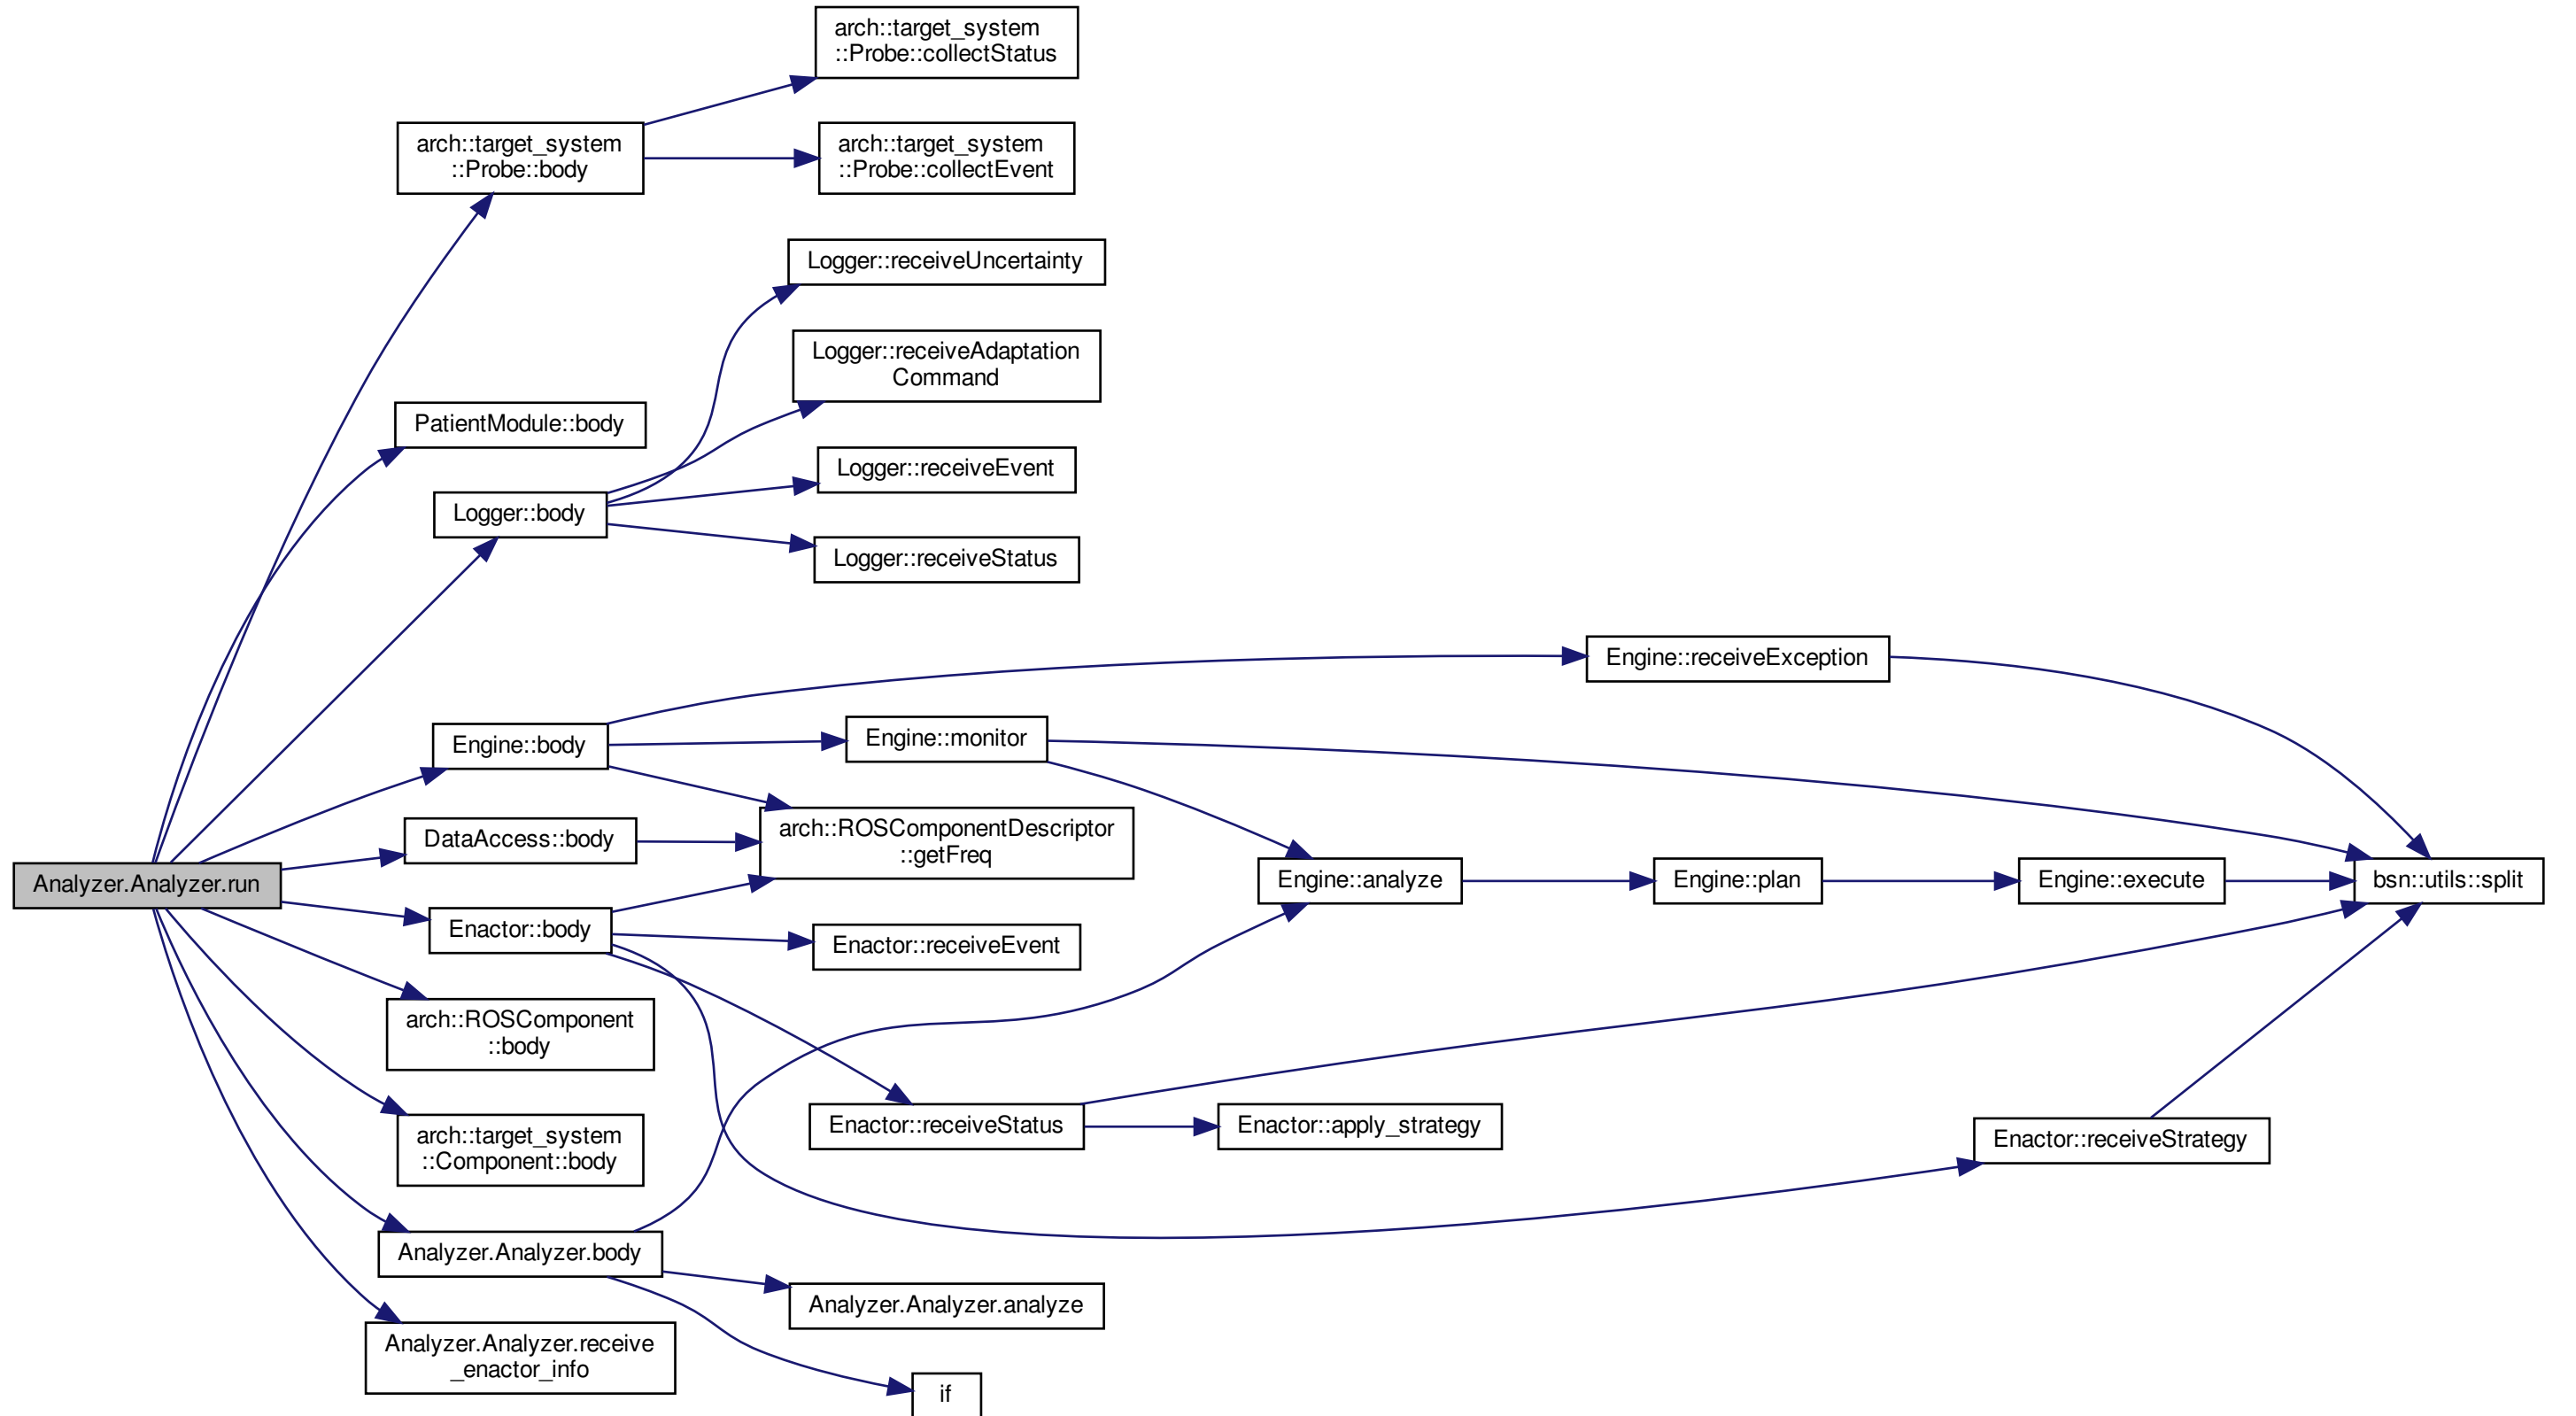 arch::target_system
::Probe::collectStatus
arch::target_system
::Probe::body
arch::target_system
::Probe::collectEvent
Logger::receiveUncertainty
Logger::receiveAdaptation
Command
PatientModule::body
Logger::receiveEvent
Logger::body
Logger::receiveStatus
Engine::receiveException
Engine::body
Engine::monitor
DataAccess::body
arch::ROSComponentDescriptor
::getFreq
Analyzer.Analyzer.run
Engine::analyze
Engine::plan
Engine::execute
bsn::utils::split
Enactor::body
Enactor::receiveEvent
arch::ROSComponent
::body
Enactor::receiveStatus
Enactor::apply_strategy
Enactor::receiveStrategy
arch::target_system
::Component::body
Analyzer.Analyzer.body
Analyzer.Analyzer.analyze
Analyzer.Analyzer.receive
_enactor_info
if